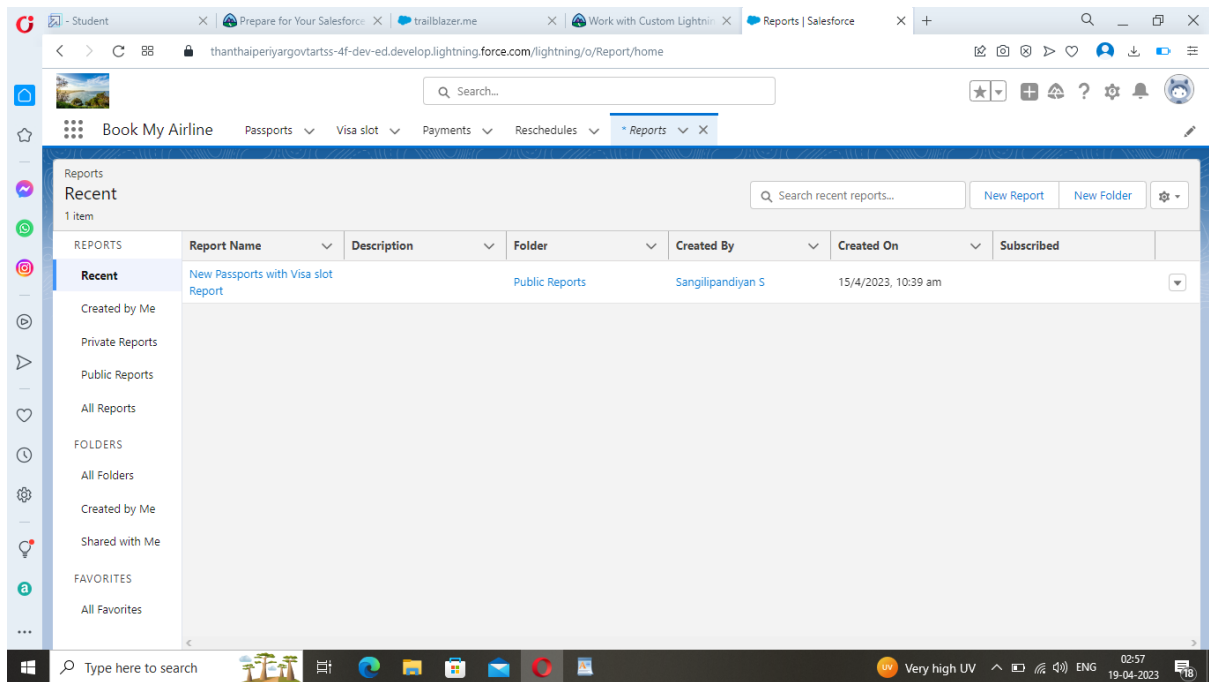 - Student
Prepare for Your Salesforce
trailblazer.me
Work with Custom Lightnin
Reports | Salesforce
thanthaiperiyargovtartss-4f-dev-ed.develop.lightning.force.com/lightning/o/Report/home
Search...
Book My Airline
Passports
Visa slot
Payments
Reschedules
* Reports
Reports
Recent
1 item
Search recent reports...
New Report
New Folder
REPORTS
Recent
Created by Me
Private Reports
Public Reports
All Reports
FOLDERS
All Folders
Created by Me
Shared with Me
FAVORITES
All Favorites
Report Name
Description
Folder
Created By
Created On
Subscribed
New Passports with Visa slot
Report
Public Reports
Sangilipandiyan S
15/4/2023, 10:39 am
Type here to search
UV
Very high UV
ENG
02:57
19-04-2023
18